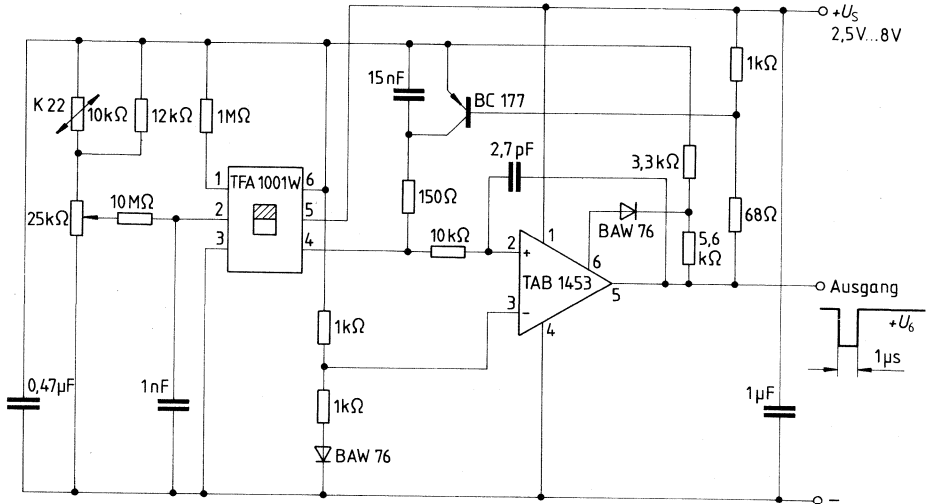 +Us
2,5V...8V
15nF
1kΩ
K 22
10kΩ
12kΩ
1MΩ
BC 177
2,7pF
3,3kΩ
1
TFA 1001W
6
10MΩ
2
5
25kΩ
3
4
150Ω
10kΩ
BAW 76
68Ω
5,6
kΩ
1
2
+
6
TAB 1453
5
3
−
4
Ausgang
+U6
1µs
1kΩ
0,47µF
1nF
1kΩ
1µF
BAW 76
−